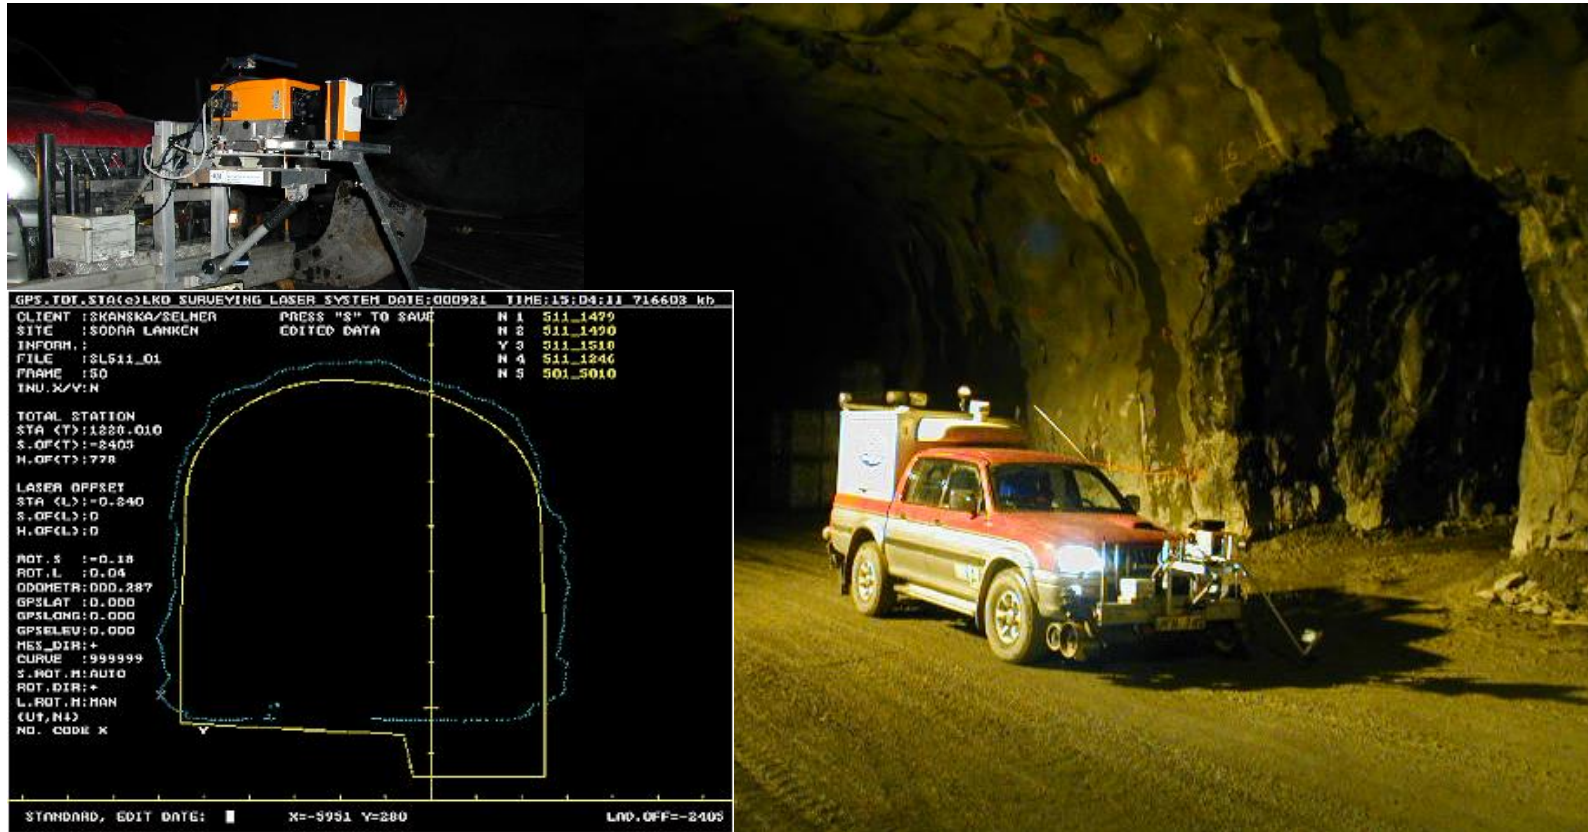 GPS.TOT.STA(c)LKD SURVEYING LASER SYSTEM DATE:000921 TIME:15:04:11 716603 kb
CLIENT :SKANSKA/SELMER PRESS "S" TO SAVE N 1 511_1479
SITE :SODRA LANKEN EDITED DATA N 2 511_1490
INFORM.: Y 3 511_1518
FILE :SL511_01 N 4 511_1246
FRAME :50 N 5 501_5010
INV.X/Y:N
TOTAL STATION
STA (T):1220.010
S.OF(T):-2405
H.OF(T):778
LASER OFFSET
STA (L):-0.240
S.OF(L):0
H.OF(L):0
ROT.S :-0.18
ROT.L :0.04
ODOMETR:000.287
GPSLAT :0.000
GPSLONG:0.000
GPSELEV:0.000
MES_DIR:+
CURVE :999999
S.ROT.M:AUTO
ROT.DIR:+
L.ROT.M:MAN
(U↑,N↓)
NO. CODE X Y
STANDARD, EDIT DATE: X=-5951 Y=280 LAD.OFF=-2405